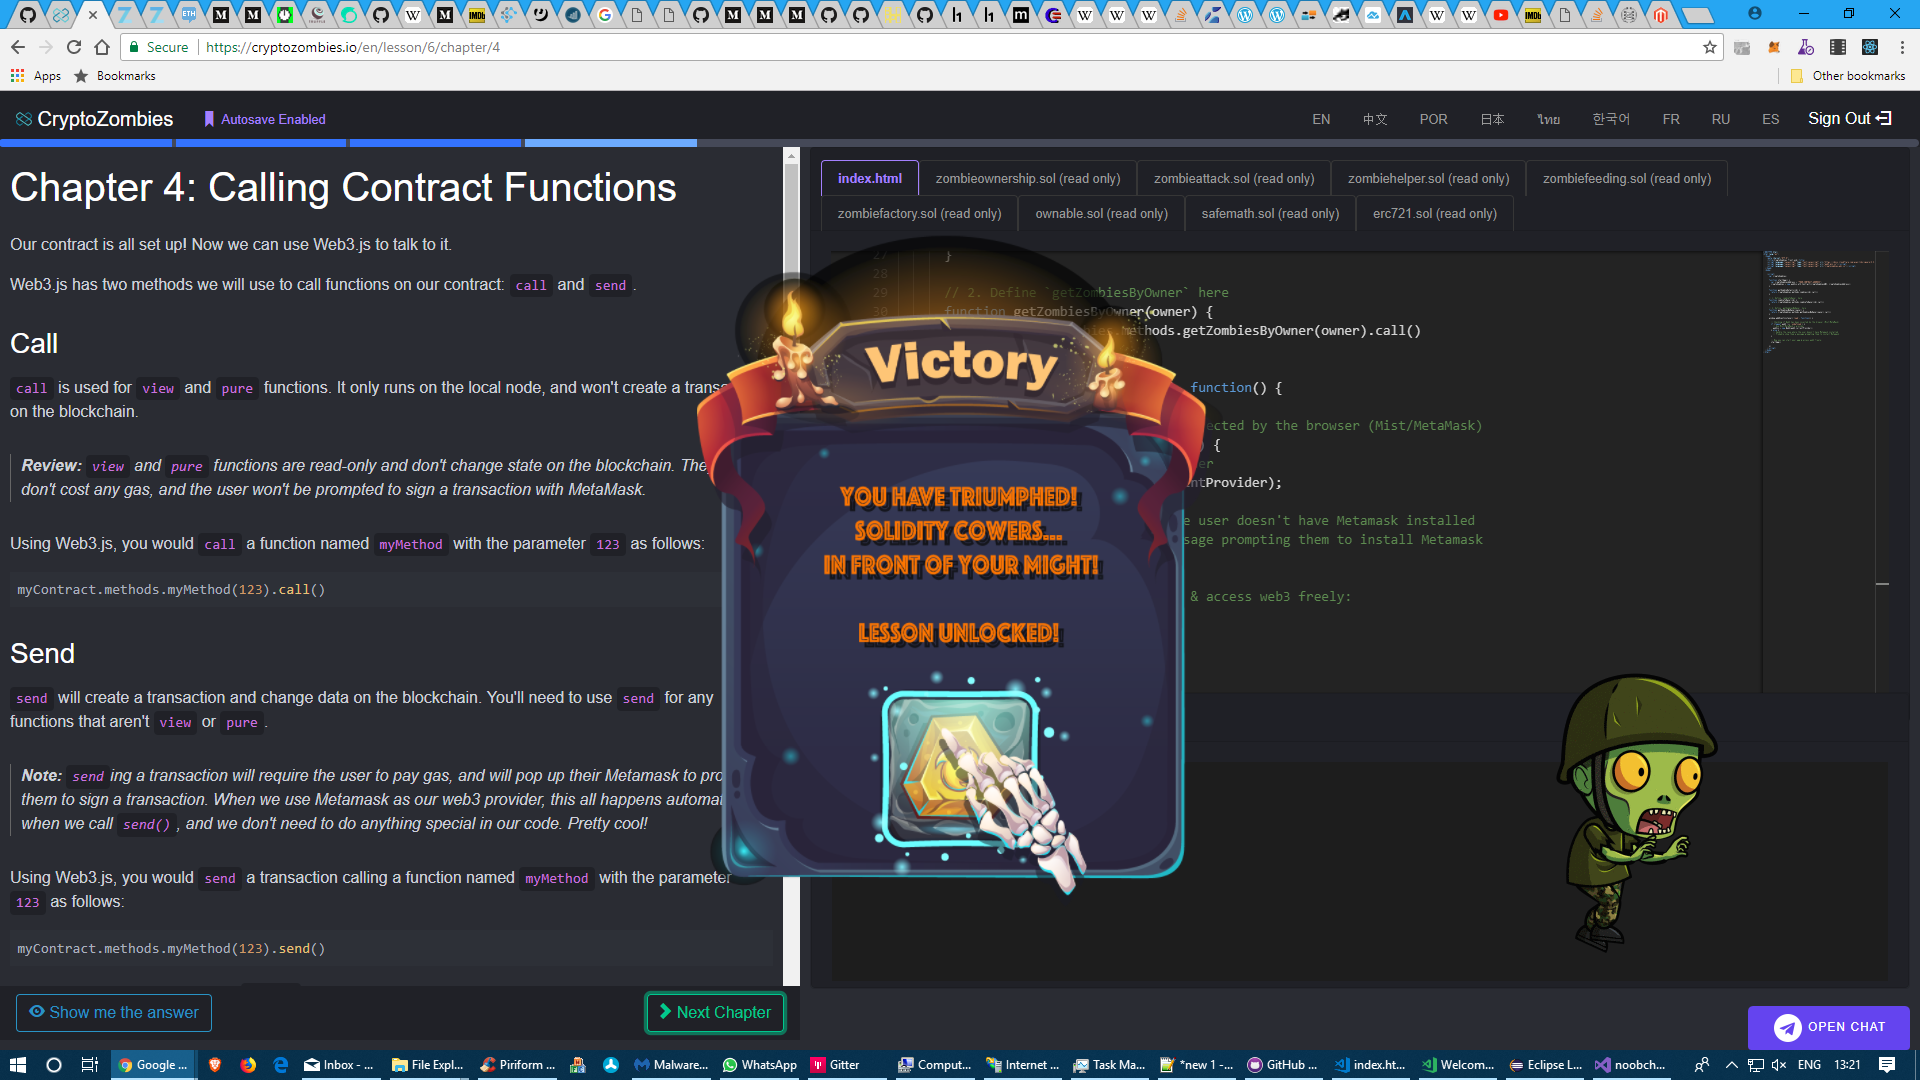 Secure
https://cryptozombies.io/en/lesson/6/chapter/4
Apps
Bookmarks
Other bookmarks
CryptoZombies
Autosave Enabled
EN
中文
POR
日本
ไทย
한국어
FR
RU
ES
Sign Out
Chapter 4: Calling Contract Functions
Our contract is all set up! Now we can use Web3.js to talk to it.
Web3.js has two methods we will use to call functions on our contract: call and send.
Call
call is used for view and pure functions. It only runs on the local node, and won't create a transa
on the blockchain.
Review: view and pure functions are read-only and don't change state on the blockchain. They
don't cost any gas, and the user won't be prompted to sign a transaction with MetaMask.
Using Web3.js, you would call a function named myMethod with the parameter 123 as follows:
myContract.methods.myMethod(123).call()
Send
send will create a transaction and change data on the blockchain. You'll need to use send for any
functions that aren't view or pure.
Note: sending a transaction will require the user to pay gas, and will pop up their Metamask to pro
them to sign a transaction. When we use Metamask as our web3 provider, this all happens automat
when we call send(), and we don't need to do anything special in our code. Pretty cool!
Using Web3.js, you would send a transaction calling a function named myMethod with the parameter
123 as follows:
myContract.methods.myMethod(123).send()
Show me the answer
Next Chapter
index.html
zombieownership.sol (read only)
zombieattack.sol (read only)
zombiehelper.sol (read only)
zombiefeeding.sol (read only)
zombiefactory.sol (read only)
ownable.sol (read only)
safemath.sol (read only)
erc721.sol (read only)
27 }
28
29 // 2. Define `getZombiesByOwner` here
30 function getZombiesByOwner(owner) {
methods.getZombiesByOwner(owner).call()
function() {
ected by the browser (Mist/MetaMask)
) {
er
ntProvider);
e user doesn't have Metamask installed
sage prompting them to install Metamask
& access web3 freely:
Victory
YOU HAVE TRIUMPHED!
SOLIDITY COWERS...
IN FRONT OF YOUR MIGHT!
LESSON UNLOCKED!
OPEN CHAT
Google ...
Inbox - ...
File Expl...
Piriform ...
Malware...
WhatsApp
Gitter
Comput...
Internet ...
Task Ma...
*new 1 -...
GitHub ...
index.ht...
Welcom...
Eclipse L...
noobch...
ENG
13:21